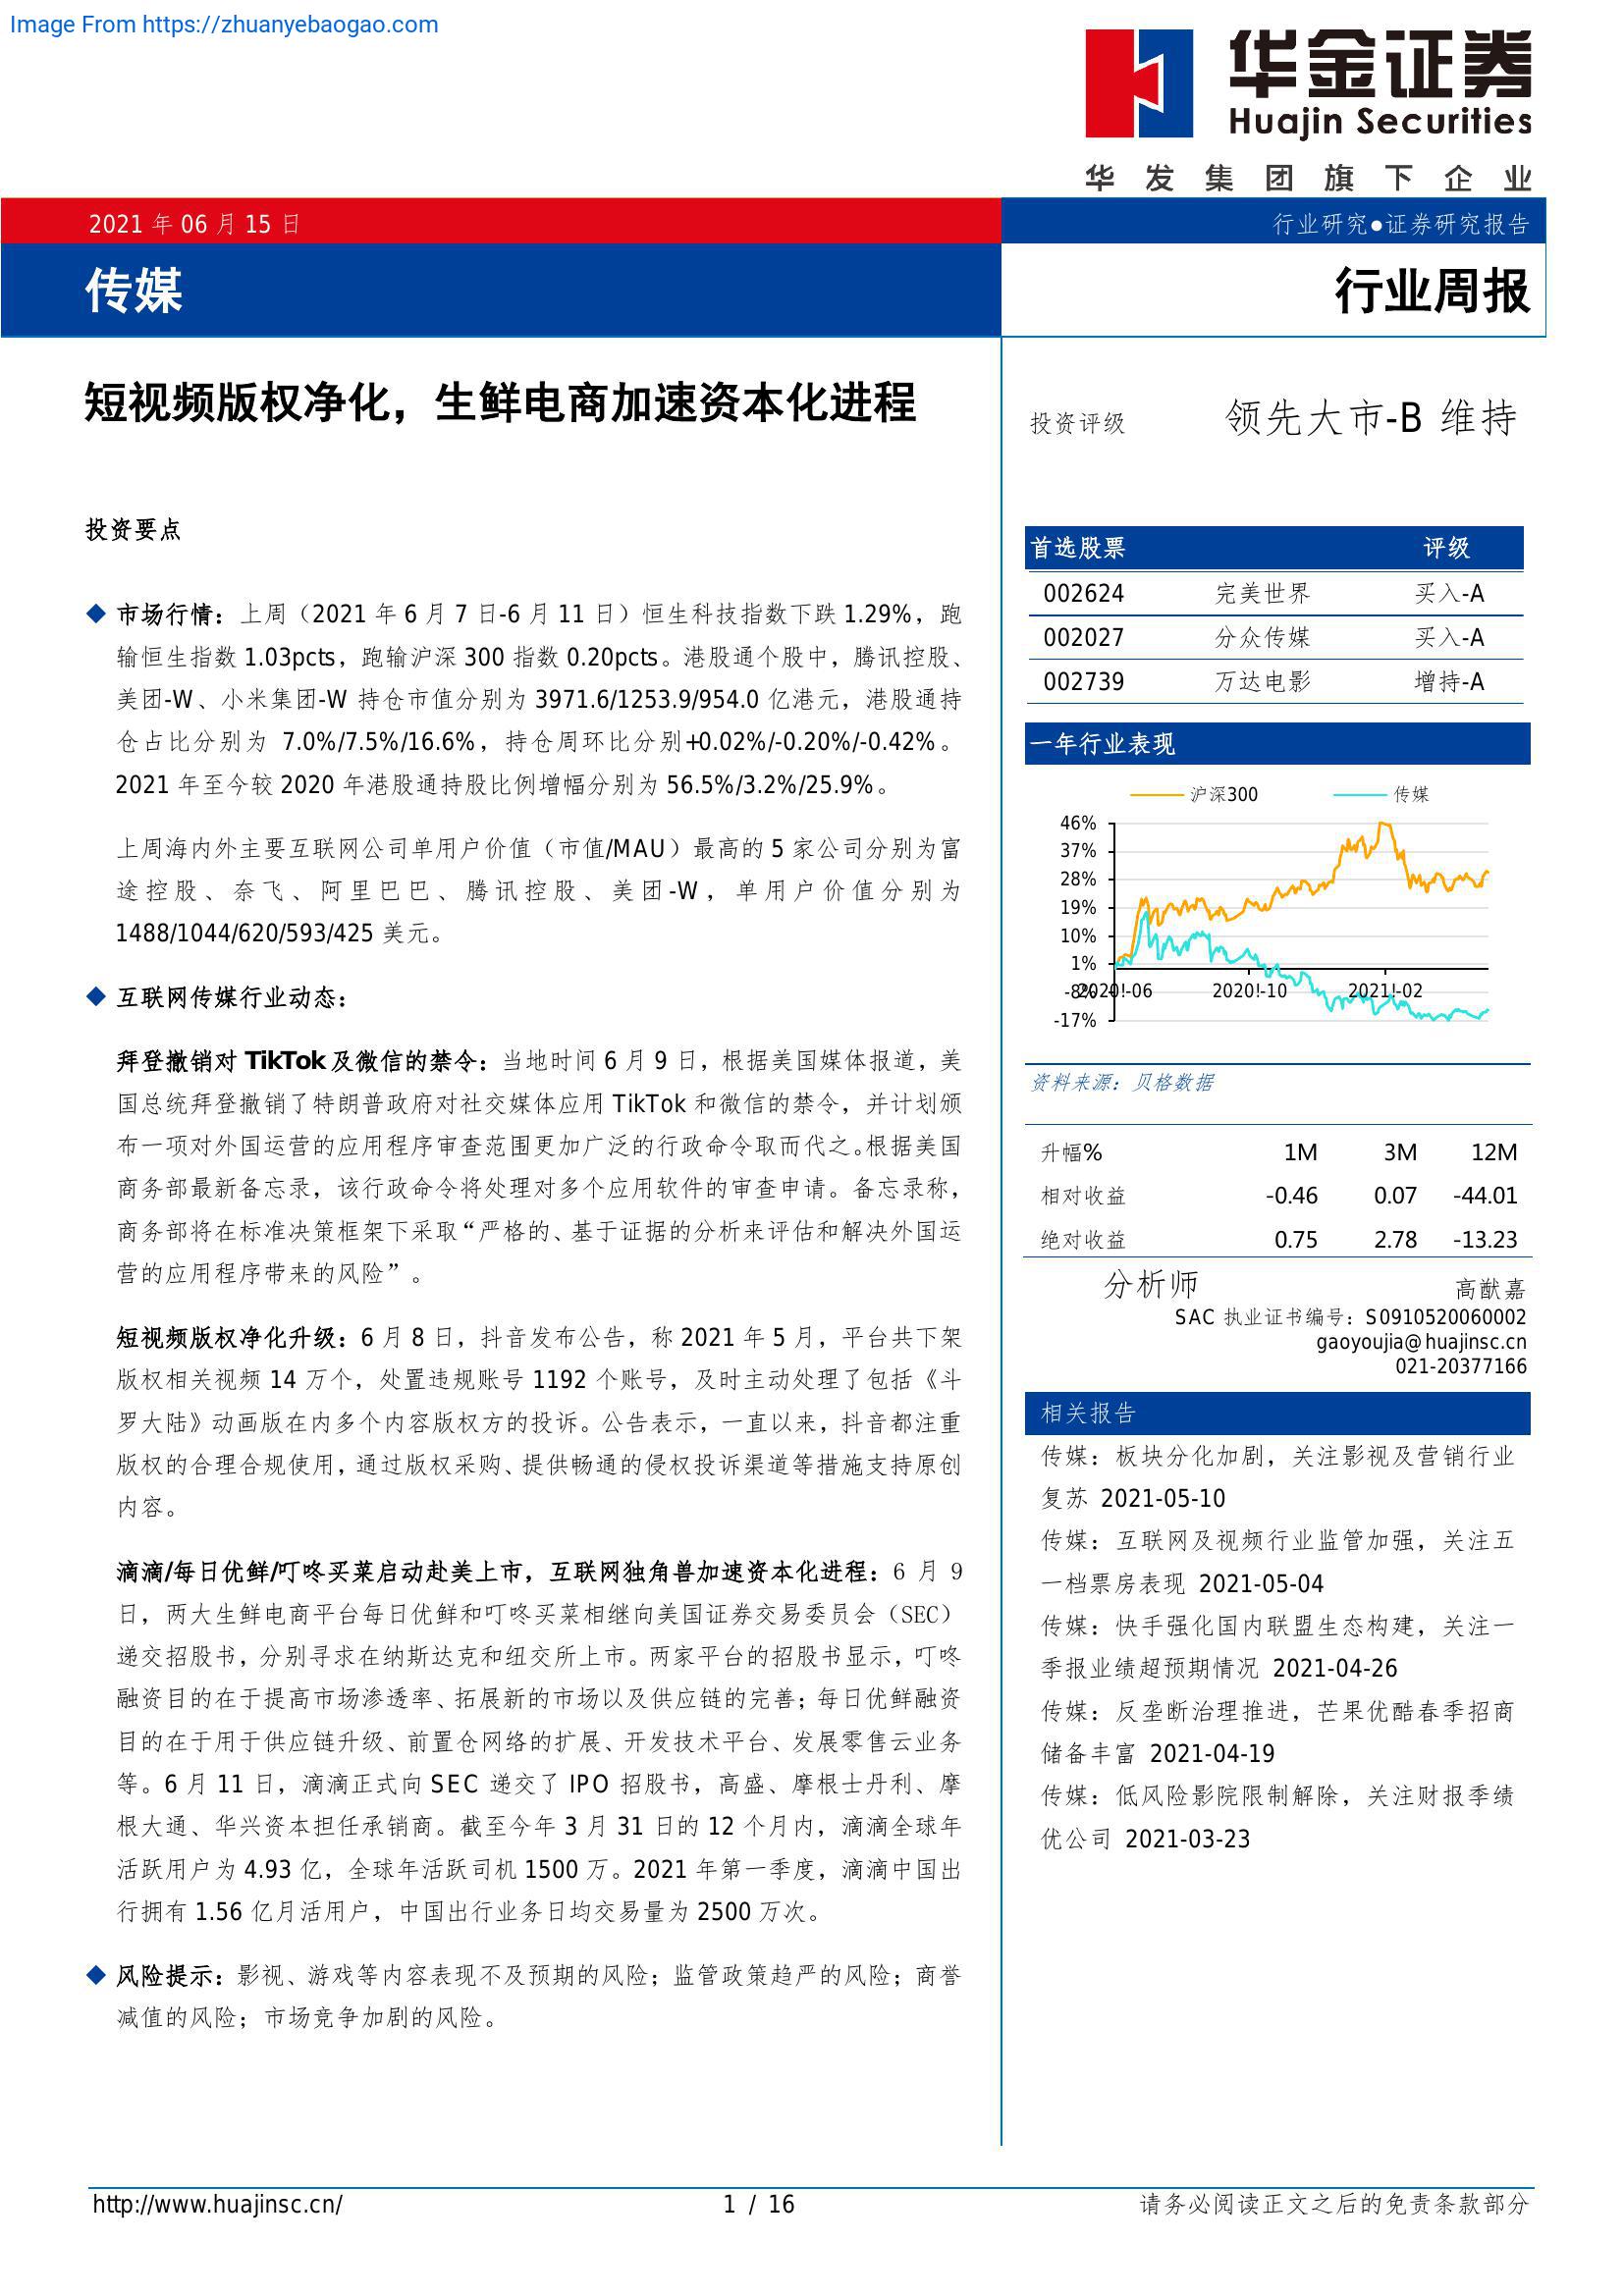 Image From https://zhuanyebaogao.com
华金证券
Huajin Securities
华发集团旗下企业
2021 年 06 月 15 日
行业研究●证券研究报告
传媒
行业周报
短视频版权净化，生鲜电商加速资本化进程
投资要点
◆ 市场行情：上周（2021 年 6 月 7 日-6 月 11 日）恒生科技指数下跌 1.29%，跑
输恒生指数 1.03pcts，跑输沪深 300 指数 0.20pcts。港股通个股中，腾讯控股、
美团-W、小米集团-W 持仓市值分别为 3971.6/1253.9/954.0 亿港元，港股通持
仓占比分别为 7.0%/7.5%/16.6%，持仓周环比分别+0.02%/-0.20%/-0.42%。
2021 年至今较 2020 年港股通持股比例增幅分别为 56.5%/3.2%/25.9%。
上周海内外主要互联网公司单用户价值（市值/MAU）最高的 5 家公司分别为富
途控股、奈飞、阿里巴巴、腾讯控股、美团-W，单用户价值分别为
1488/1044/620/593/425 美元。
◆ 互联网传媒行业动态：
拜登撤销对 TikTok 及微信的禁令：当地时间 6 月 9 日，根据美国媒体报道，美
国总统拜登撤销了特朗普政府对社交媒体应用 TikTok 和微信的禁令，并计划颁
布一项对外国运营的应用程序审查范围更加广泛的行政命令取而代之。根据美国
商务部最新备忘录，该行政命令将处理对多个应用软件的审查申请。备忘录称，
商务部将在标准决策框架下采取“严格的、基于证据的分析来评估和解决外国运
营的应用程序带来的风险”。
短视频版权净化升级：6 月 8 日，抖音发布公告，称 2021 年 5 月，平台共下架
版权相关视频 14 万个，处置违规账号 1192 个账号，及时主动处理了包括《斗
罗大陆》动画版在内多个内容版权方的投诉。公告表示，一直以来，抖音都注重
版权的合理合规使用，通过版权采购、提供畅通的侵权投诉渠道等措施支持原创
内容。
滴滴/每日优鲜/叮咚买菜启动赴美上市，互联网独角兽加速资本化进程：6 月 9
日，两大生鲜电商平台每日优鲜和叮咚买菜相继向美国证券交易委员会（SEC）
递交招股书，分别寻求在纳斯达克和纽交所上市。两家平台的招股书显示，叮咚
融资目的在于提高市场渗透率、拓展新的市场以及供应链的完善；每日优鲜融资
目的在于用于供应链升级、前置仓网络的扩展、开发技术平台、发展零售云业务
等。6 月 11 日，滴滴正式向 SEC 递交了 IPO 招股书，高盛、摩根士丹利、摩
根大通、华兴资本担任承销商。截至今年 3 月 31 日的 12 个月内，滴滴全球年
活跃用户为 4.93 亿，全球年活跃司机 1500 万。2021 年第一季度，滴滴中国出
行拥有 1.56 亿月活用户，中国出行业务日均交易量为 2500 万次。
◆ 风险提示：影视、游戏等内容表现不及预期的风险；监管政策趋严的风险；商誉
减值的风险；市场竞争加剧的风险。
投资评级 领先大市-B 维持
首选股票 评级
002624 完美世界 买入-A
002027 分众传媒 买入-A
002739 万达电影 增持-A
一年行业表现
沪深300 传媒
46%
37%
28%
19%
10%
1%
-8%
-17%
2020!-06 2020!-10 2021!-02
资料来源：贝格数据
升幅% 1M 3M 12M
相对收益 -0.46 0.07 -44.01
绝对收益 0.75 2.78 -13.23
分析师 高猷嘉
SAC 执业证书编号：S0910520060002
gaoyoujia@huajinsc.cn
021-20377166
相关报告
传媒：板块分化加剧，关注影视及营销行业
复苏 2021-05-10
传媒：互联网及视频行业监管加强，关注五
一档票房表现 2021-05-04
传媒：快手强化国内联盟生态构建，关注一
季报业绩超预期情况 2021-04-26
传媒：反垄断治理推进，芒果优酷春季招商
储备丰富 2021-04-19
传媒：低风险影院限制解除，关注财报季绩
优公司 2021-03-23
http://www.huajinsc.cn/ 1 / 16 请务必阅读正文之后的免责条款部分